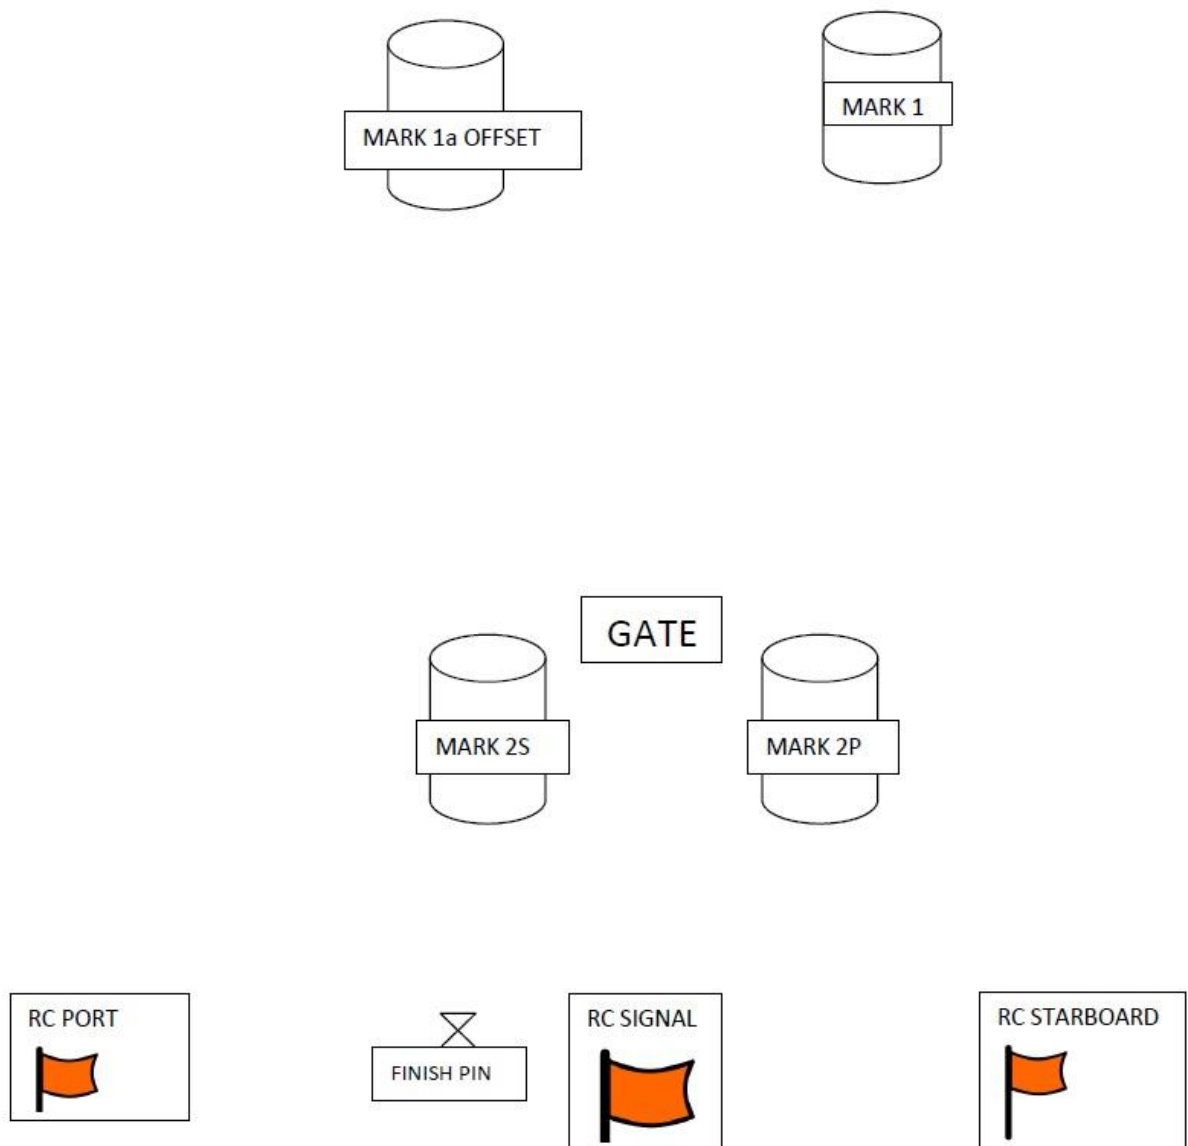 MARK 1a OFFSET
MARK 1
GATE
MARK 2S
MARK 2P
RC PORT
FINISH PIN
RC SIGNAL
RC STARBOARD